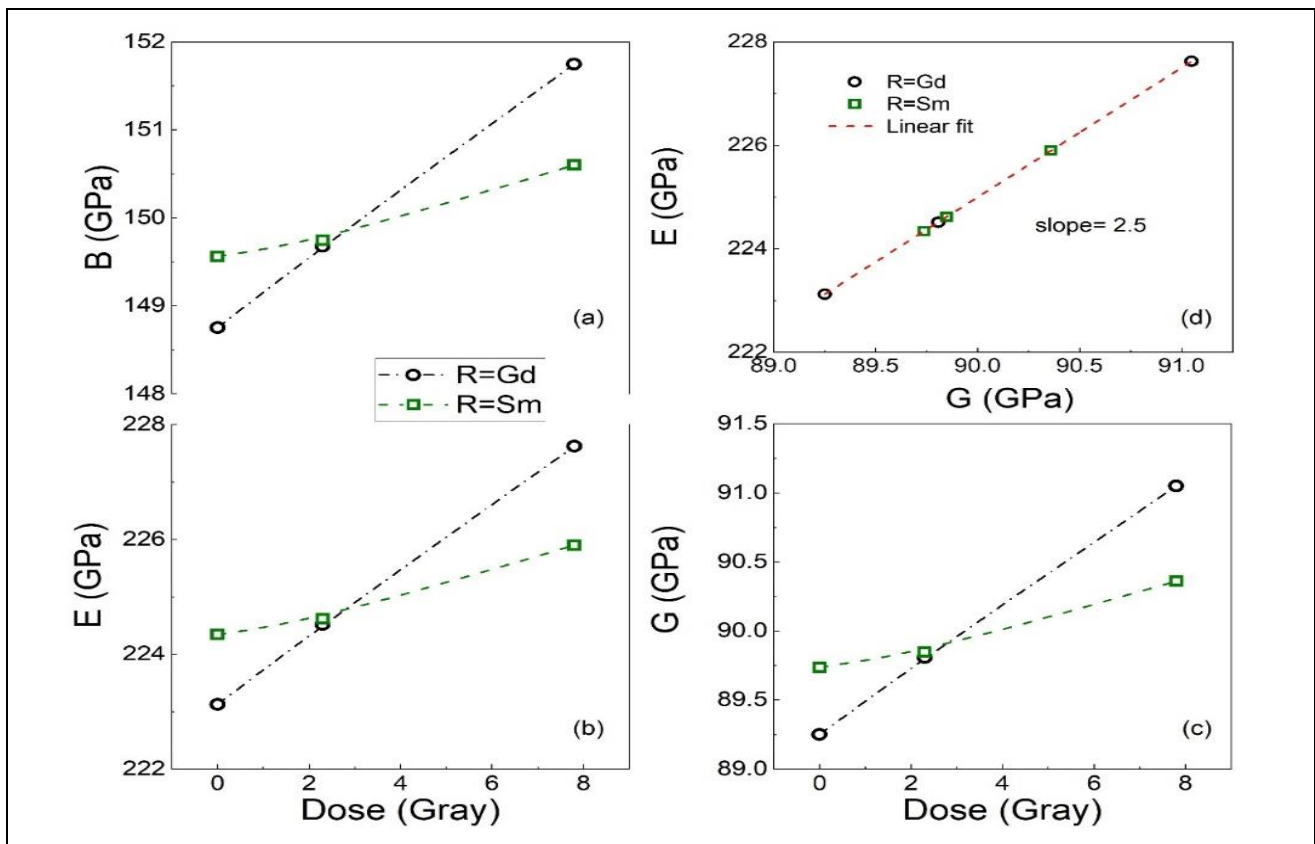 152
151
150
149
148
B (GPa)
(a)
R=Gd
R=Sm
228
226
224
222
E (GPa)
0 2 4 6 8
Dose (Gray)
(b)
228
226
224
222
E (GPa)
R=Gd
R=Sm
Linear fit
slope= 2.5
(d)
89.0 89.5 90.0 90.5 91.0
G (GPa)
91.5
91.0
90.5
90.0
89.5
89.0
G (GPa)
(c)
0 2 4 6 8
Dose (Gray)